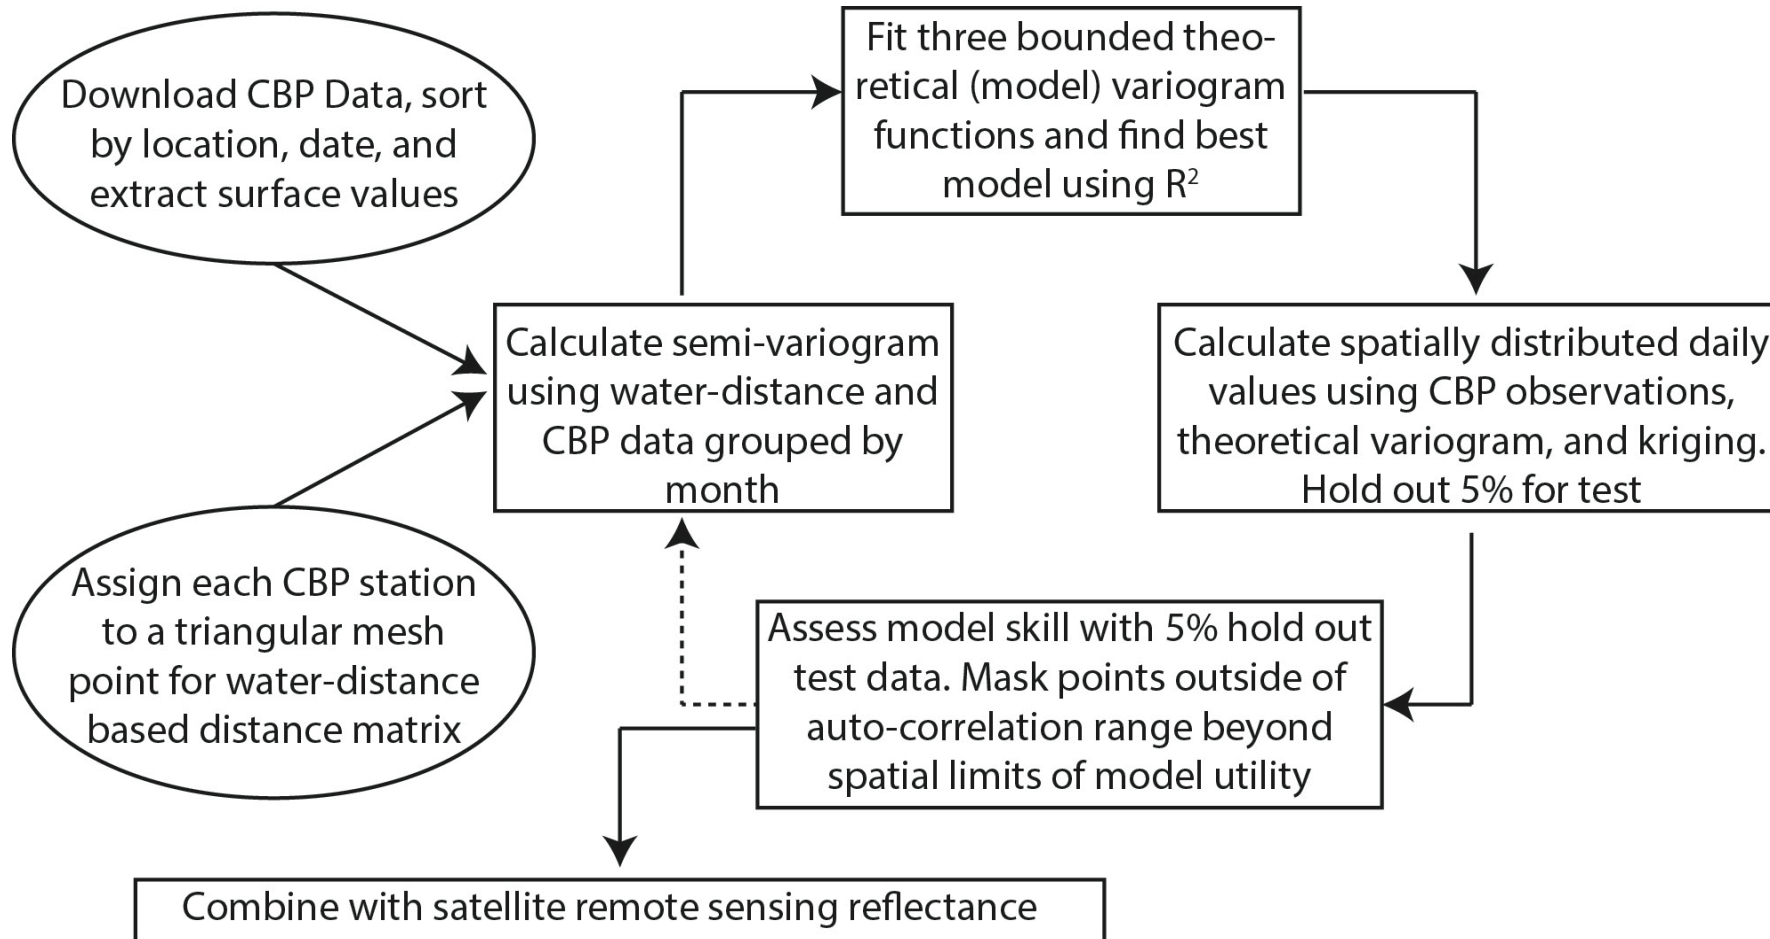 Download CBP Data, sort
by location, date, and
extract surface values
Assign each CBP station
to a triangular mesh
point for water-distance
based distance matrix
Calculate semi-variogram
using water-distance and
CBP data grouped by
month
Fit three bounded theo-
retical (model) variogram
functions and find best
model using R²
Calculate spatially distributed daily
values using CBP observations,
theoretical variogram, and kriging.
Hold out 5% for test
Assess model skill with 5% hold out
test data. Mask points outside of
auto-correlation range beyond
spatial limits of model utility
Combine with satellite remote sensing reflectance